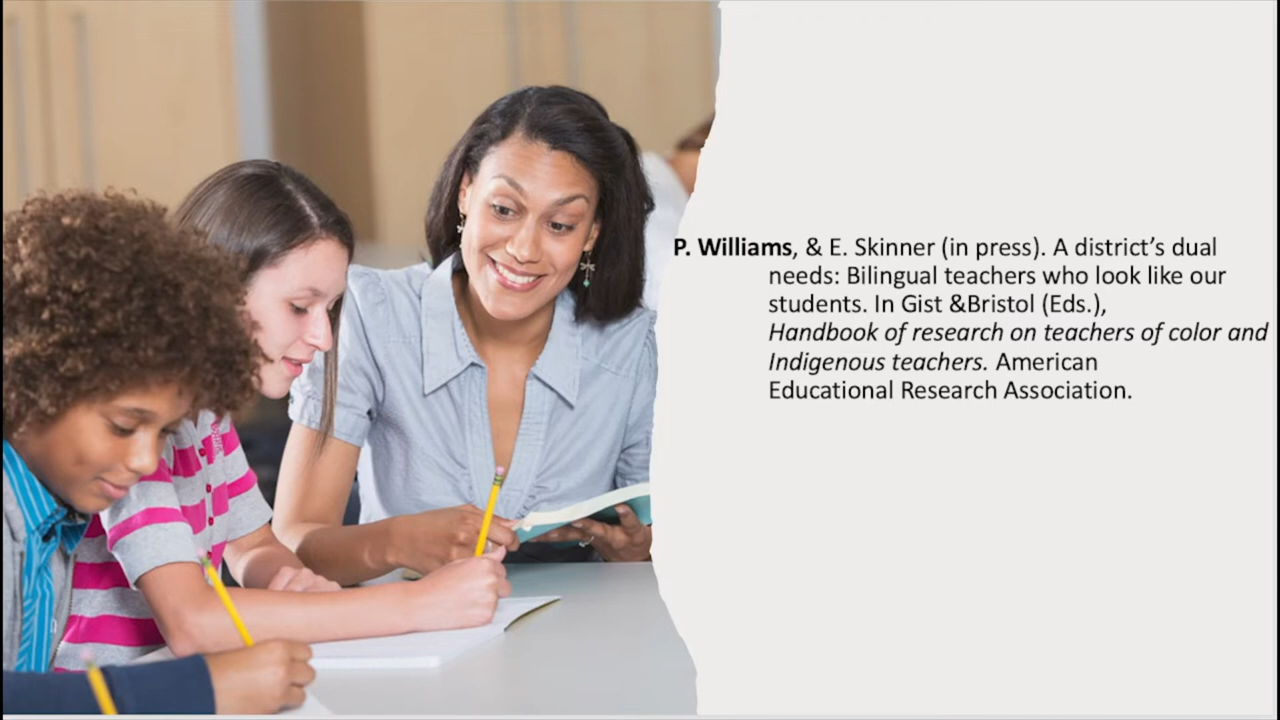 P. Williams, & E. Skinner (in press). A district’s dual
needs: Bilingual teachers who look like our
students. In Gist &Bristol (Eds.),
Handbook of research on teachers of color and
Indigenous teachers. American
Educational Research Association.